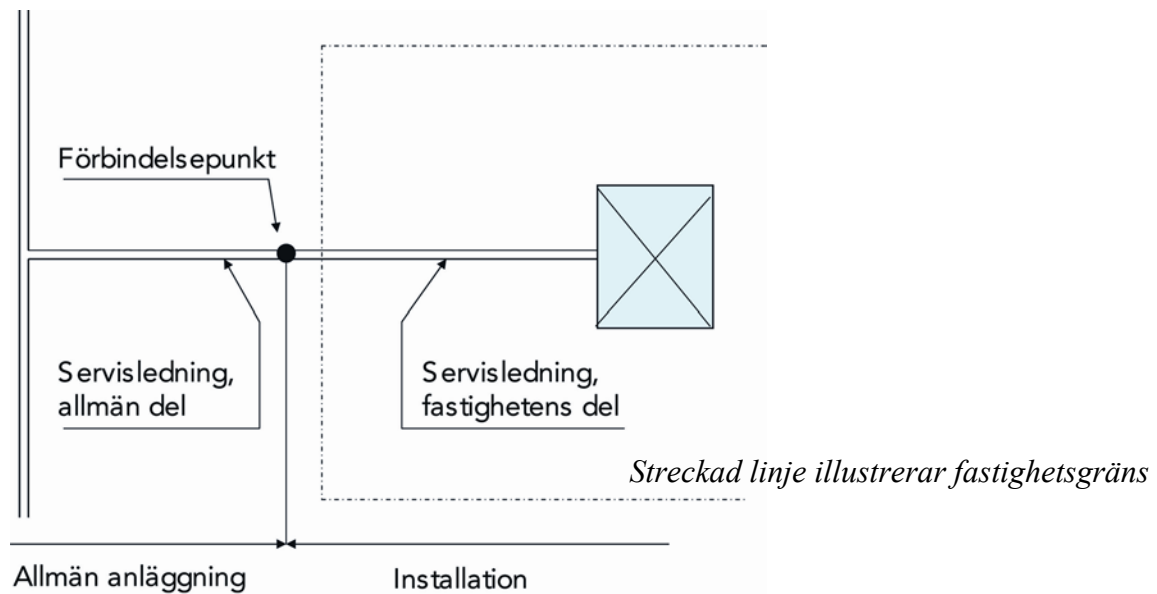 Förbindelsepunkt
Servisledning,
allmän del
Servisledning,
fastighetens del
Streckad linje illustrerar fastighetsgräns
Allmän anläggning
Installation